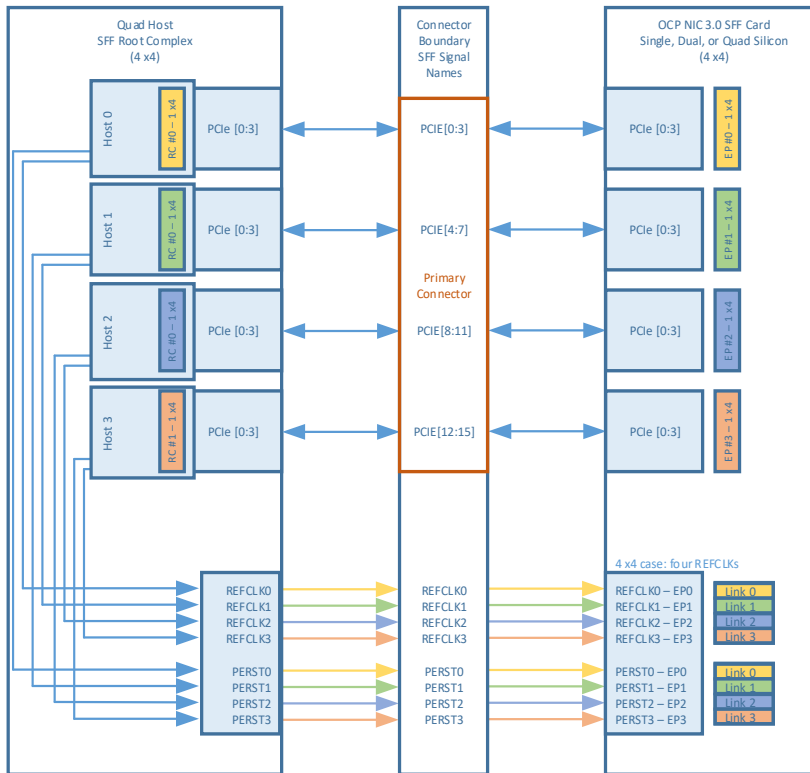 Quad Host
SFF Root Complex
(4 x4)
Connector
Boundary
SFF Signal
Names
OCP NIC 3.0 SFF Card
Single, Dual, or Quad Silicon
(4 x4)
Host 0
RC #0 – 1 x4
PCIe [0:3]
PCIE[0:3]
PCIe [0:3]
EP #0 – 1 x4
Host 1
RC #0 – 1 x4
PCIe [0:3]
PCIE[4:7]
PCIe [0:3]
EP #1 – 1 x4
Primary
Connector
Host 2
RC #0 – 1 x4
PCIe [0:3]
PCIE[8:11]
PCIe [0:3]
EP #2 – 1 x4
Host 3
RC #1 – 1 x4
PCIe [0:3]
PCIE[12:15]
PCIe [0:3]
EP #3 – 1 x4
4 x4 case: four REFCLKs
REFCLK0
REFCLK1
REFCLK2
REFCLK3
PERST0
PERST1
PERST2
PERST3
REFCLK0
REFCLK1
REFCLK2
REFCLK3
PERST0
PERST1
PERST2
PERST3
REFCLK0 – EP0
REFCLK1 – EP1
REFCLK2 – EP2
REFCLK3 – EP3
PERST0 – EP0
PERST1 – EP1
PERST2 – EP2
PERST3 – EP3
Link 0
Link 1
Link 2
Link 3
Link 0
Link 1
Link 2
Link 3